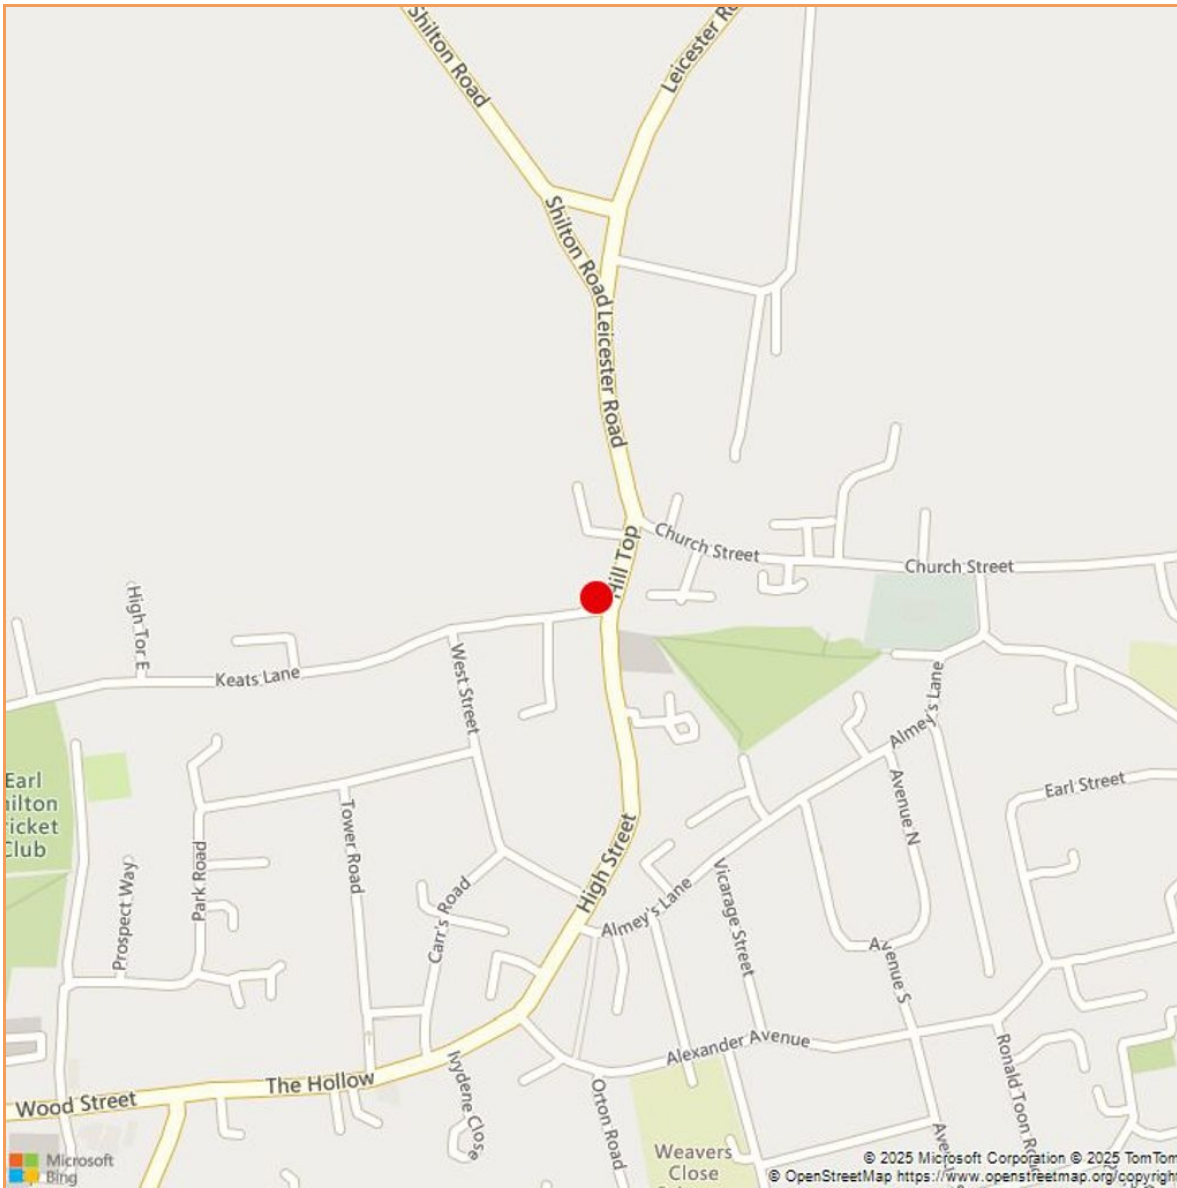 Shilton Road
Leicester Ro
Shilton Road
Leicester Road
Hill Top
Church Street
Church Street
High Tor E
Keats Lane
West Street
Almey's Lane
Earl
hilton
ricket
Club
Tower Road
Park Road
Prospect Way
Carr's Road
High Street
Almey's Lane
Vicarage Street
Avenue N
Earl Street
Avenue S
Alexander Avenue
Ronald Toon Road
The Hollow
Wood Street
Ivydene Close
Orton Road
Weavers
Close
Microsoft
Bing
© 2025 Microsoft Corporation © 2025 TomTom
© OpenStreetMap https://www.openstreetmap.org/copyright